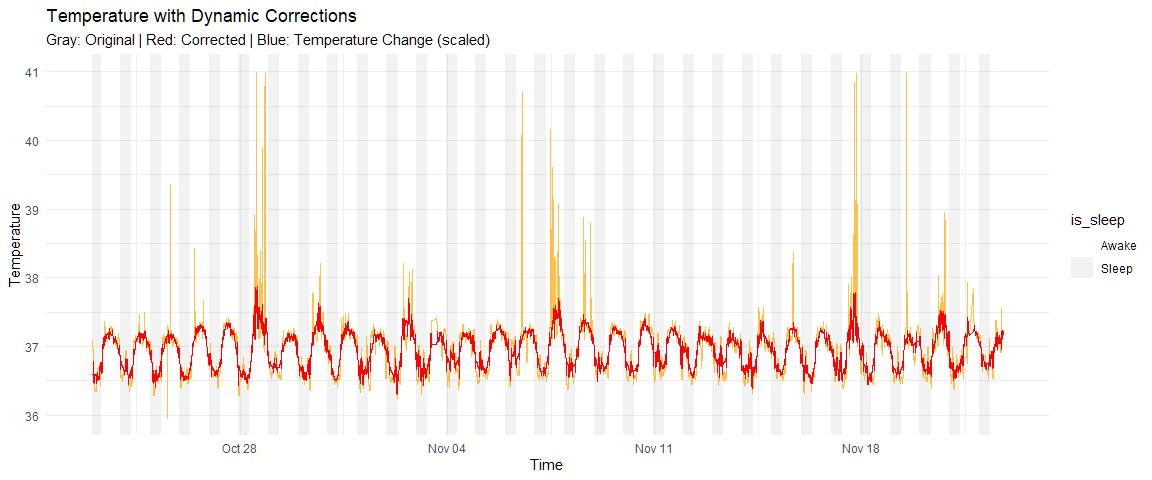 Temperature with Dynamic Corrections
Gray: Original | Red: Corrected | Blue: Temperature Change (scaled)
41
40
39
38
37
36
Temperature
Oct 28
Nov 04
Nov 11
Nov 18
Time
is_sleep
Awake
Sleep